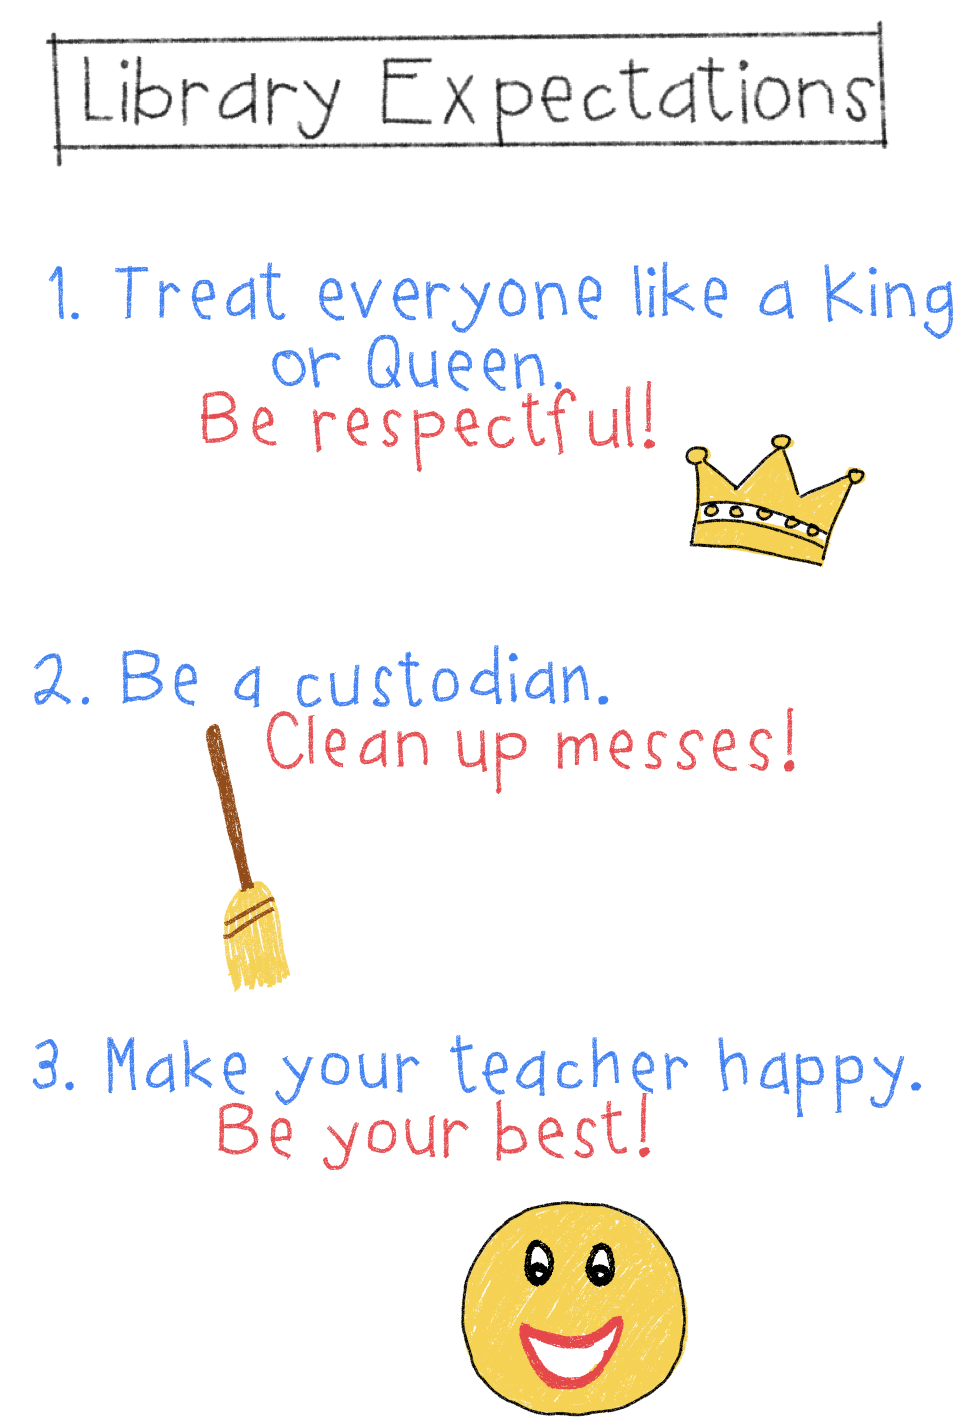 Library Expectations
1. Treat everyone like a King
or Queen.
Be respectful!
2. Be a custodian.
Clean up messes!
3. Make your teacher happy.
Be your best!